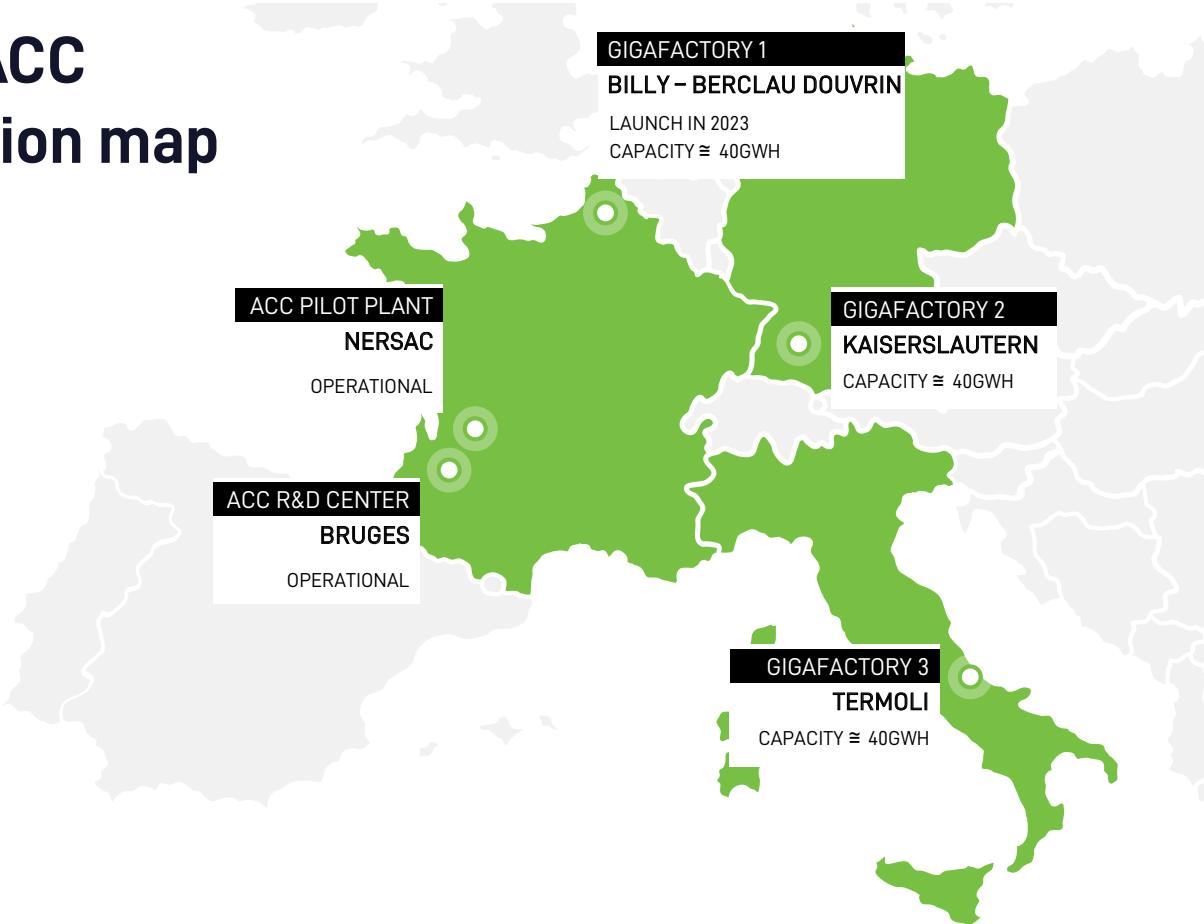 ACC
ion map
GIGAFACTORY 1
BILLY – BERCLAU DOUVRIN
LAUNCH IN 2023
CAPACITY ≅ 40GWH
ACC PILOT PLANT
NERSAC
OPERATIONAL
GIGAFACTORY 2
KAISERSLAUTERN
CAPACITY ≅ 40GWH
ACC R&D CENTER
BRUGES
OPERATIONAL
GIGAFACTORY 3
TERMOLI
CAPACITY ≅ 40GWH